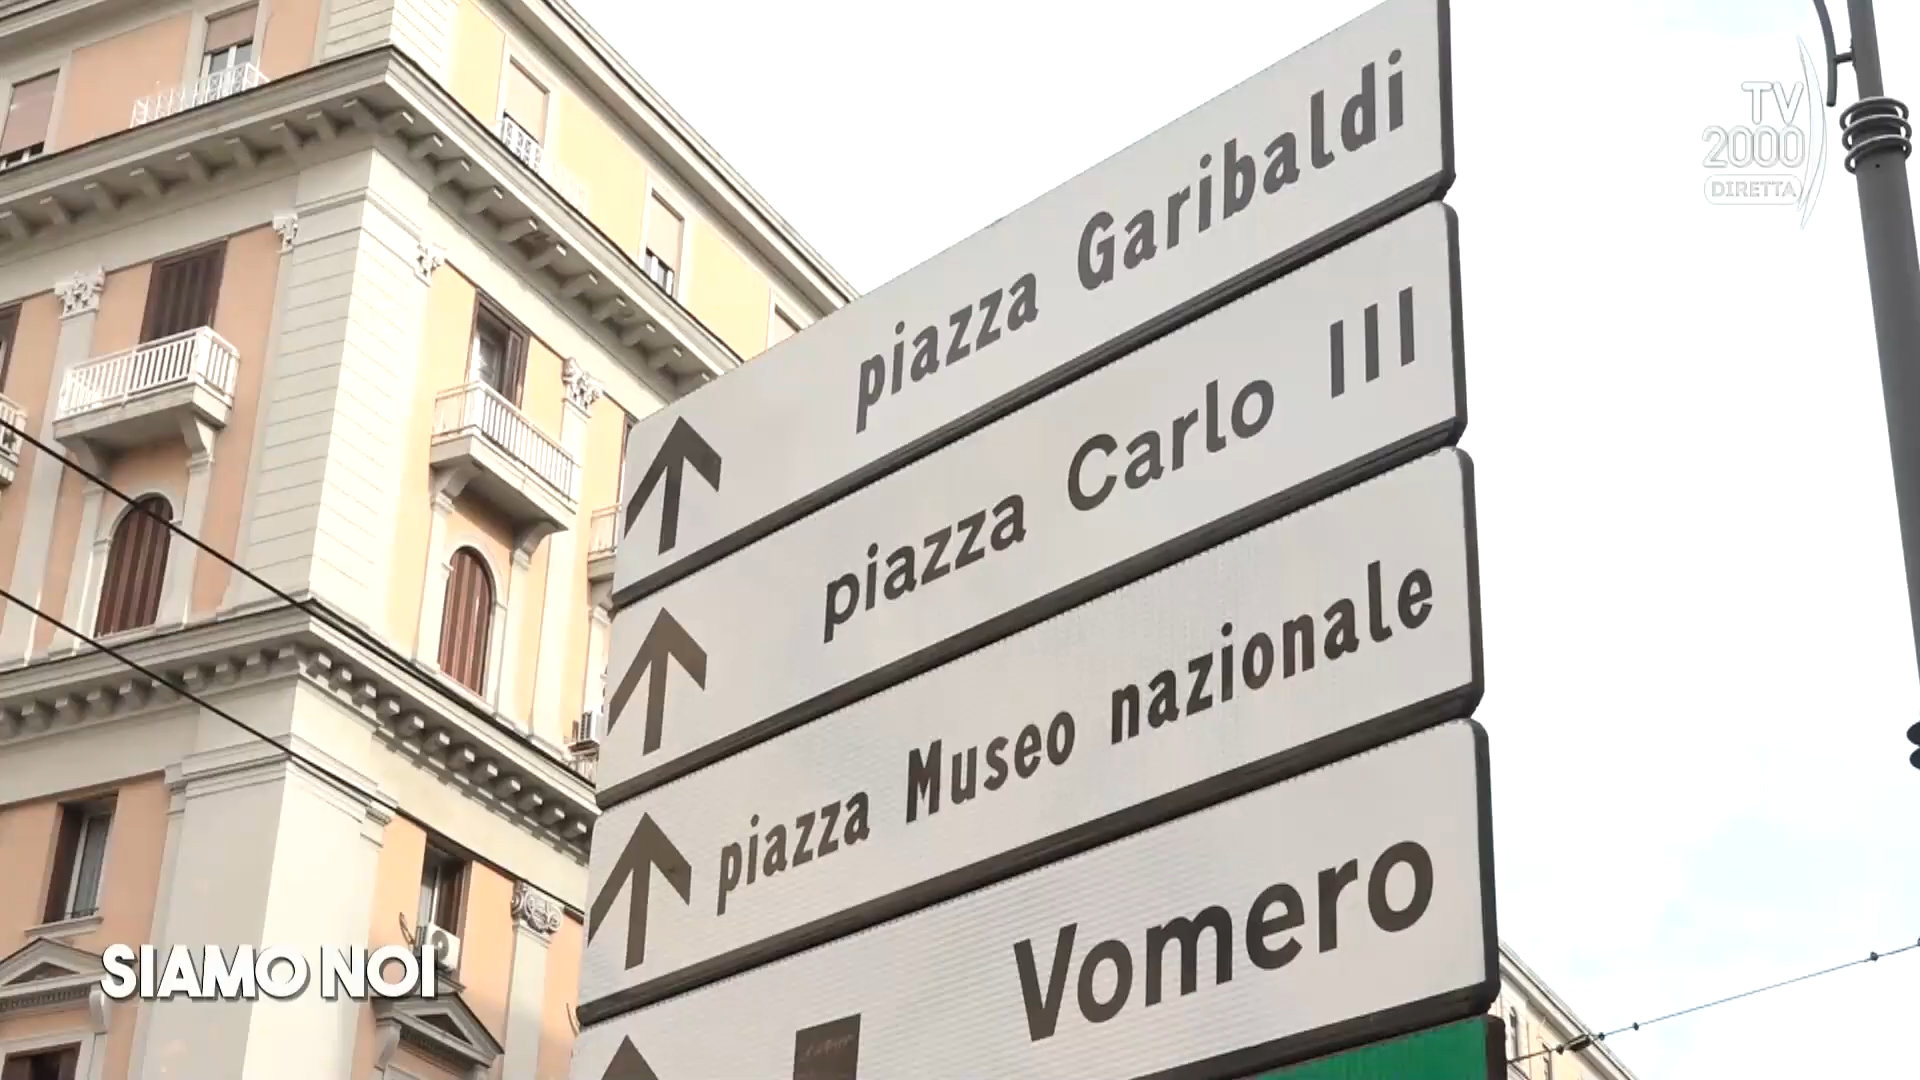 piazza Garibaldi
TV
2000
DIRETTA
piazza Carlo III
piazza Museo nazionale
Vomero
SIAMO NOI